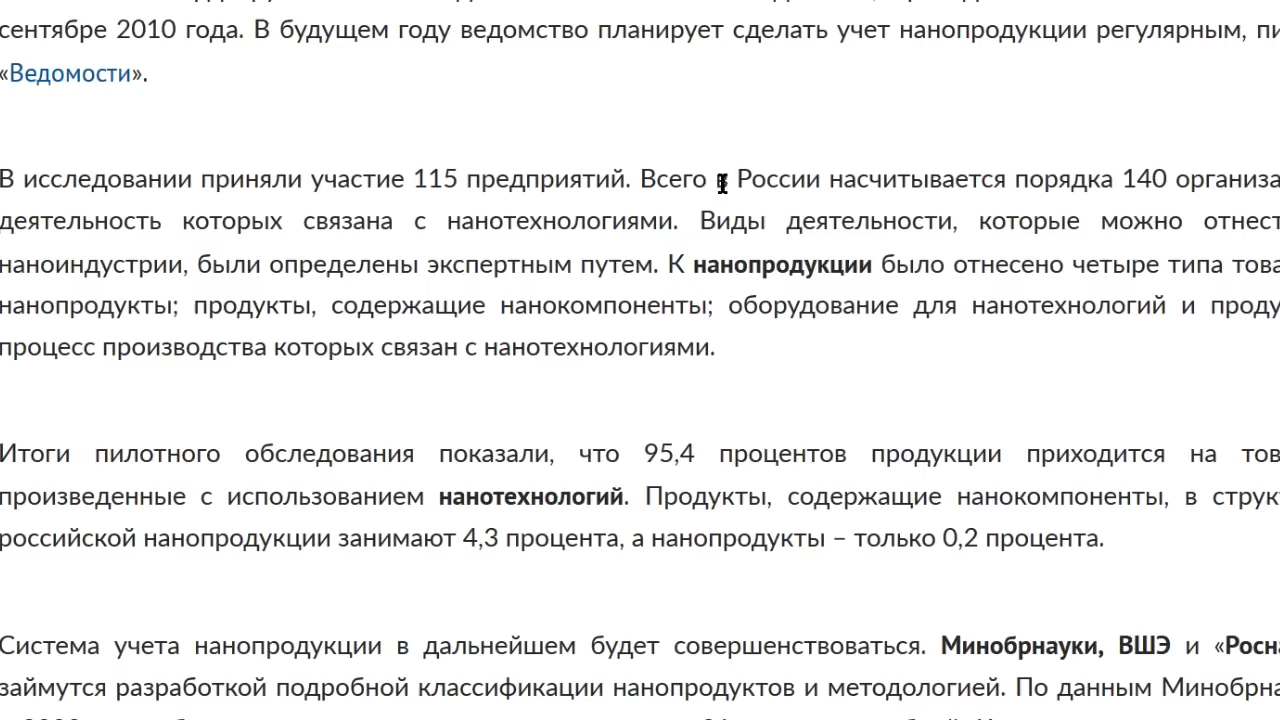 сентябре 2010 года. В будущем году ведомство планирует сделать учет нанопродукции регулярным,
«Ведомости».
В исследовании приняли участие 115 предприятий. Всего в России насчитывается порядка 140
деятельность которых связана с нанотехнологиями. Виды деятельности, которые можно
наноиндустрии, были определены экспертным путем. К нанопродукции было отнесено четыре типа
нанопродукты; продукты, содержащие нанокомпоненты; оборудование для нанотехнологий и
процесс производства которых связан с нанотехнологиями.
Итоги пилотного обследования показали, что 95,4 процентов продукции приходится на
произведенные с использованием нанотехнологий. Продукты, содержащие нанокомпоненты, в
российской нанопродукции занимают 4,3 процента, а нанопродукты – только 0,2 процента.
Система учета нанопродукции в дальнейшем будет совершенствоваться. Минобрнауки, ВШЭ и
займутся разработкой подробной классификации нанопродуктов и методологией. По данным